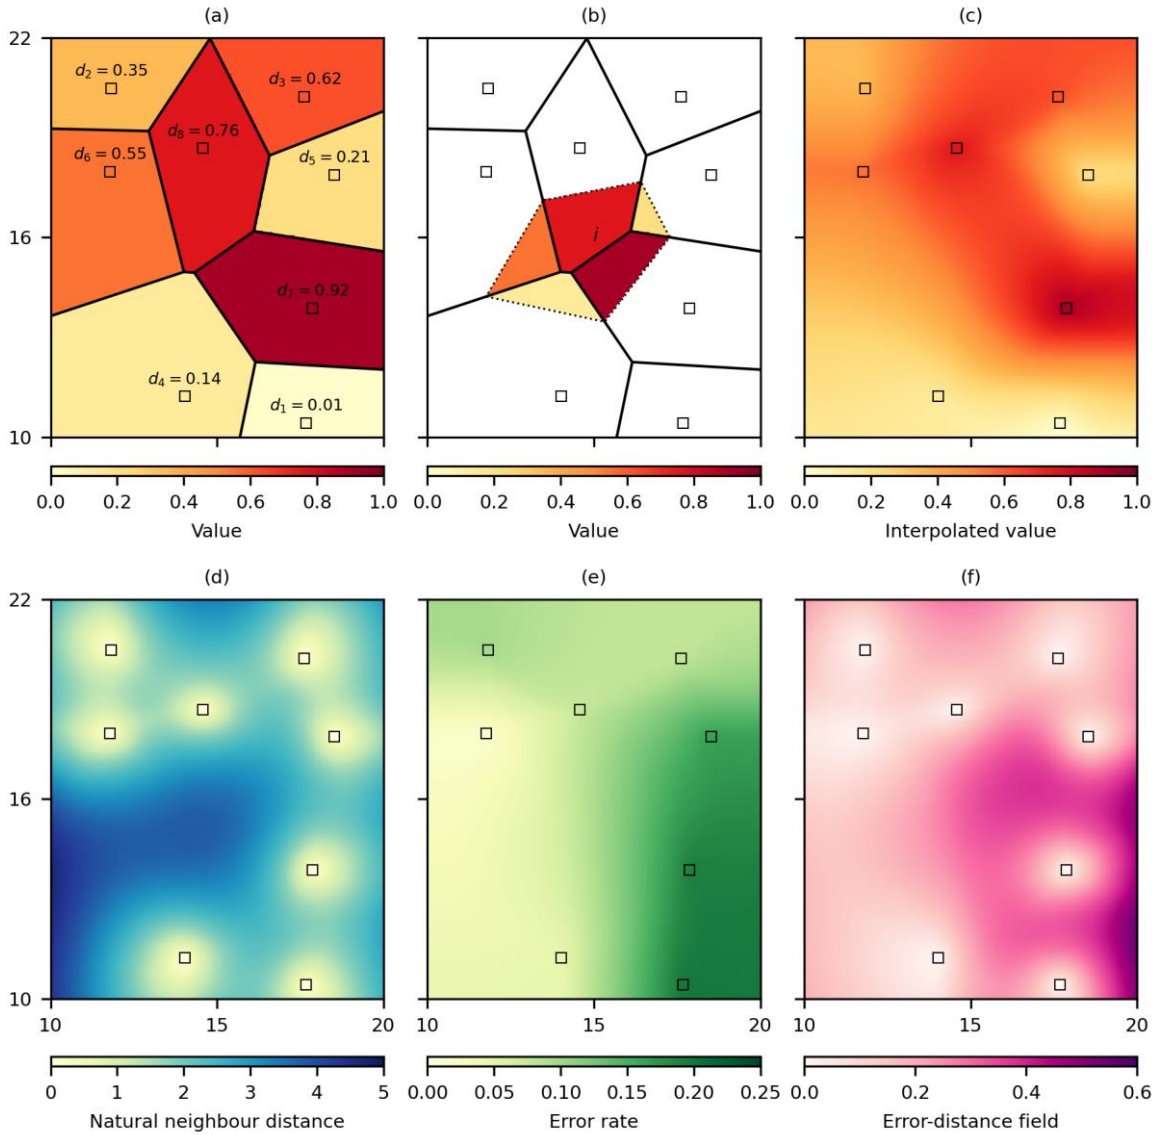 (a) (b) (c)
22
d₂ = 0.35
d₃ = 0.62
d₈ = 0.76
d₆ = 0.55
d₅ = 0.21
16
i
d₇ = 0.92
d₄ = 0.14
d₁ = 0.01
10
0.0 0.2 0.4 0.6 0.8 1.0 0.0 0.2 0.4 0.6 0.8 1.0 0.0 0.2 0.4 0.6 0.8 1.0
Value Value Interpolated value
(d) (e) (f)
22
16
10
10 15 20 10 15 20 10 15 20
0 1 2 3 4 5 0.00 0.05 0.10 0.15 0.20 0.25 0.0 0.2 0.4 0.6
Natural neighbour distance Error rate Error-distance field